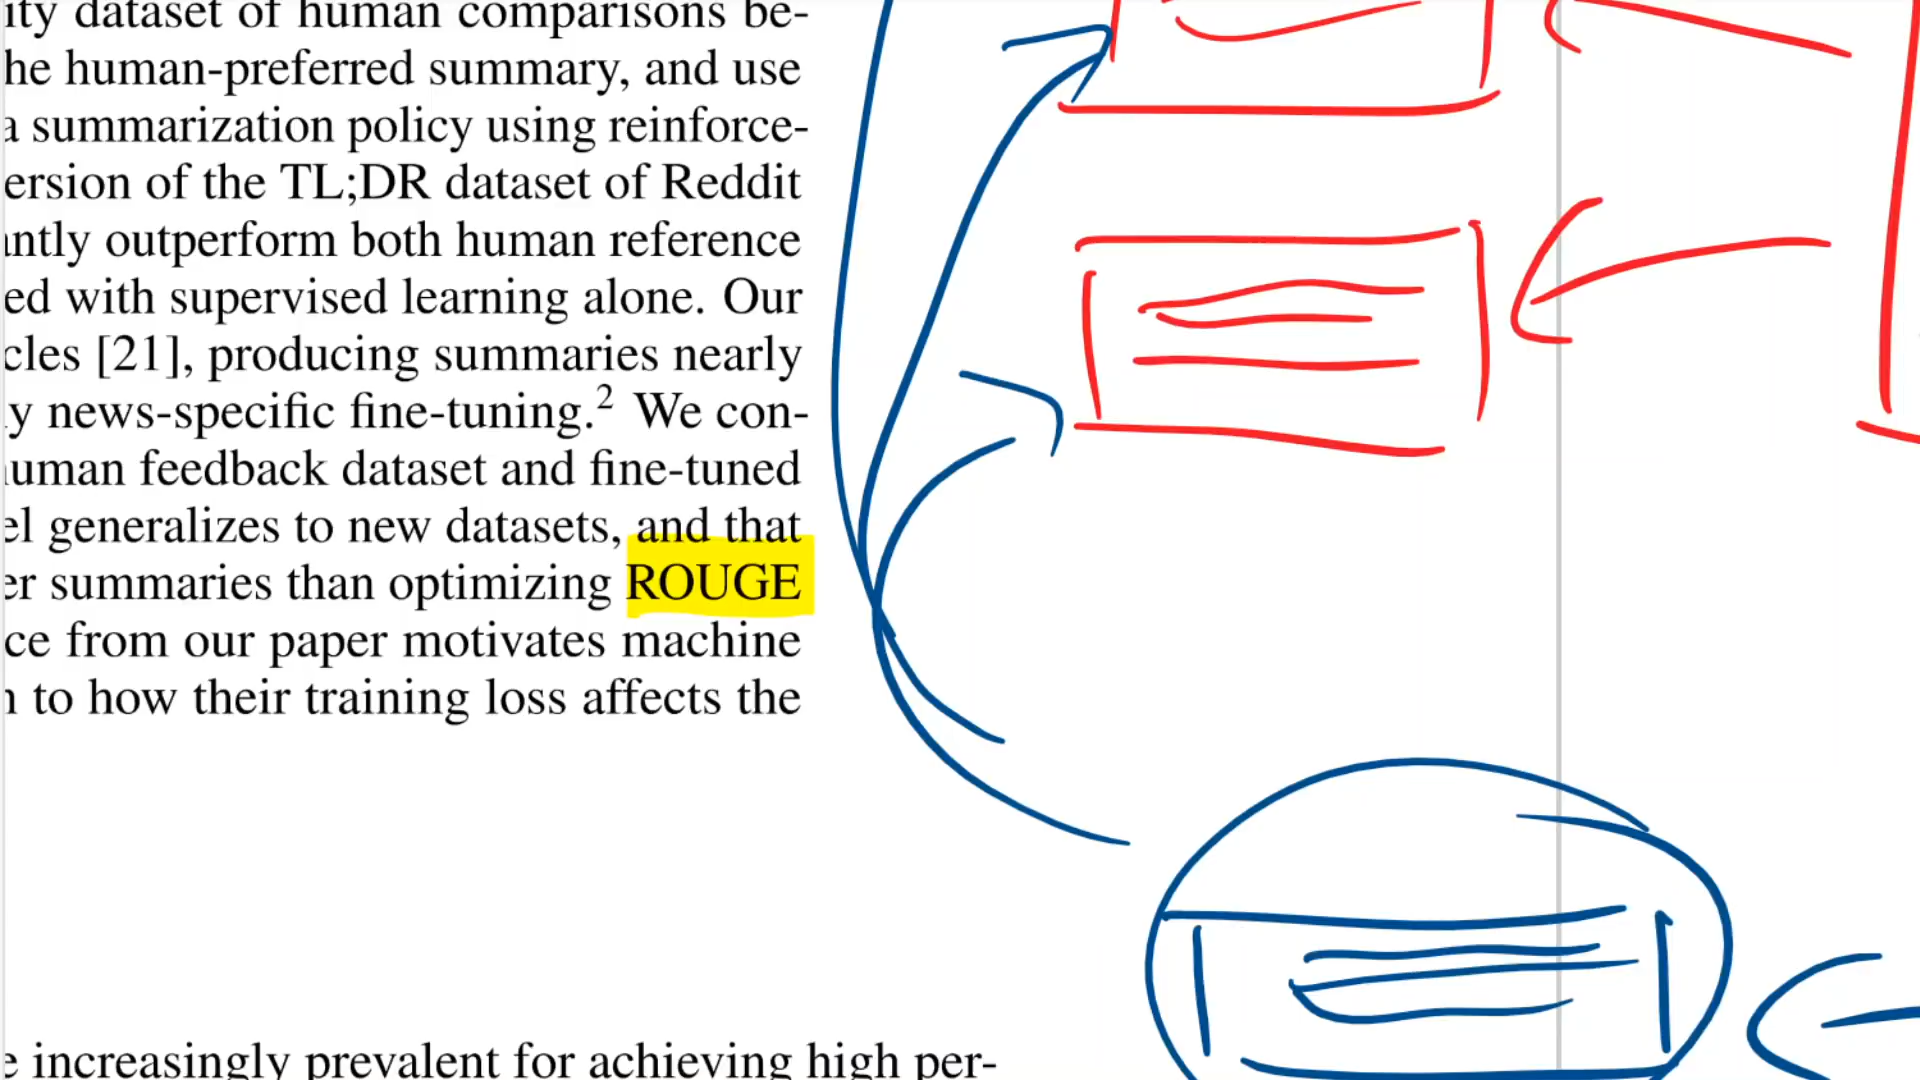 ity dataset of human comparisons be-
he human-preferred summary, and use
a summarization policy using reinforce-
ersion of the TL;DR dataset of Reddit
antly outperform both human reference
ed with supervised learning alone. Our
cles [21], producing summaries nearly
y news-specific fine-tuning.² We con-
uman feedback dataset and fine-tuned
el generalizes to new datasets, and that
er summaries than optimizing ROUGE
ce from our paper motivates machine
n to how their training loss affects the
e increasingly prevalent for achieving high per-